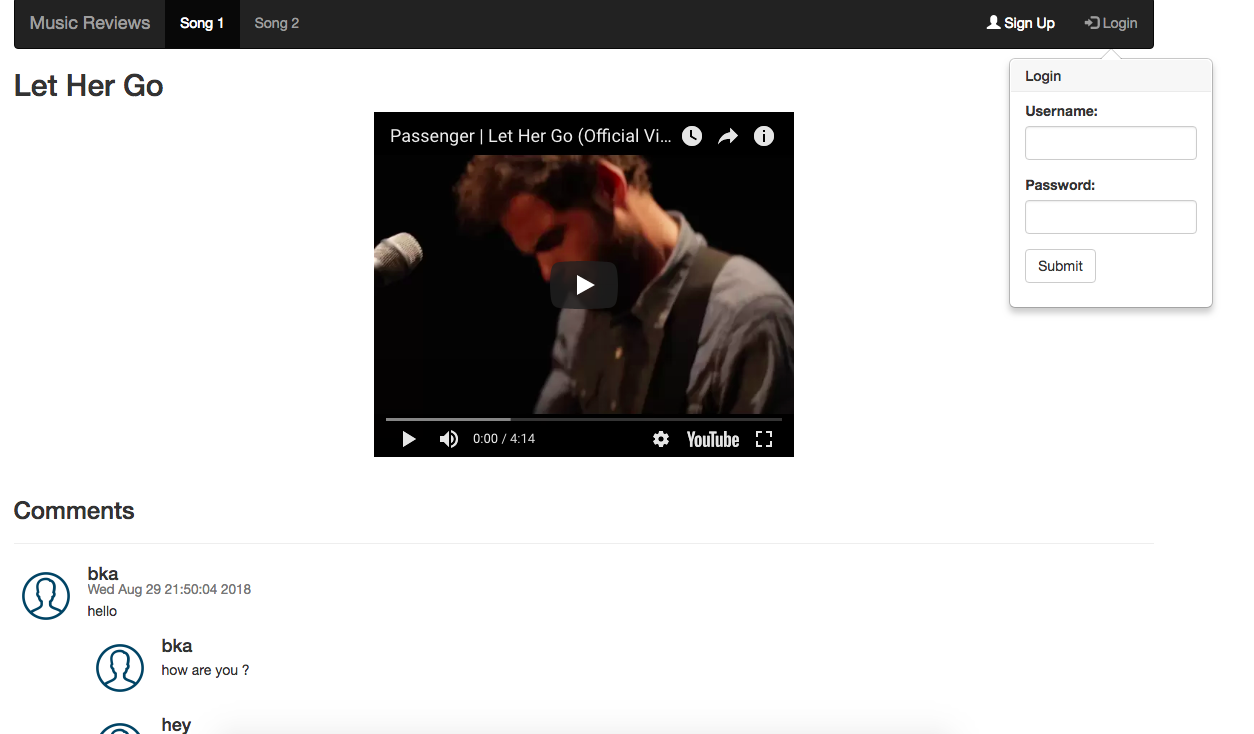 Music Reviews Song 1 Song 2 Sign Up Login
Let Her Go
Login
Username:
Password:
Submit
Passenger | Let Her Go (Official Vi...
0:00 / 4:14 YouTube
Comments
bka
Wed Aug 29 21:50:04 2018
hello
bka
how are you ?
hey